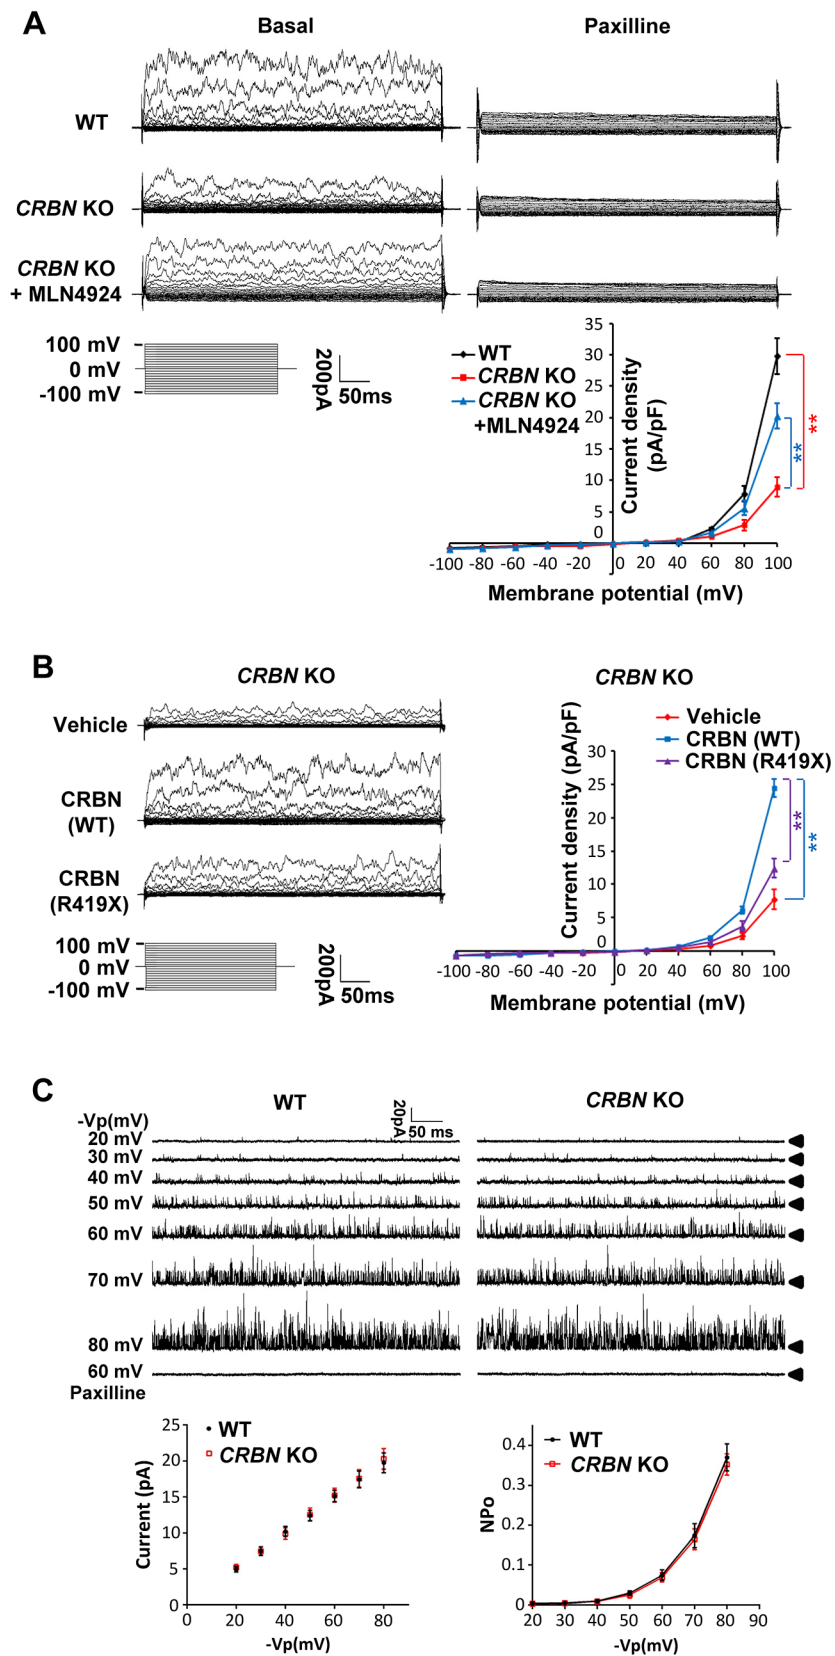 A
Basal
Paxilline
WT
CRBN KO
CRBN KO
+ MLN4924
100 mV
0 mV
-100 mV
200pA
50ms
WT
CRBN KO
CRBN KO
+MLN4924
Current density
(pA/pF)
35
30
25
20
15
10
5
0
-100 -80 -60 -40 -20 0 20 40 60 80 100
Membrane potential (mV)
**
**
B
CRBN KO
CRBN KO
Vehicle
CRBN
(WT)
CRBN
(R419X)
100 mV
0 mV
-100 mV
200pA
50ms
Vehicle
CRBN (WT)
CRBN (R419X)
Current density (pA/pF)
30
25
20
15
10
5
0
-100 -80 -60 -40 -20 0 20 40 60 80 100
Membrane potential (mV)
**
**
C
WT
CRBN KO
20pA
50 ms
-Vp(mV)
20 mV
30 mV
40 mV
50 mV
60 mV
70 mV
80 mV
60 mV
Paxilline
WT
CRBN KO
Current (pA)
25
20
15
10
5
0
0 20 40 60 80
-Vp(mV)
WT
CRBN KO
NPo
0.4
0.3
0.2
0.1
0
20 30 40 50 60 70 80 90
-Vp(mV)